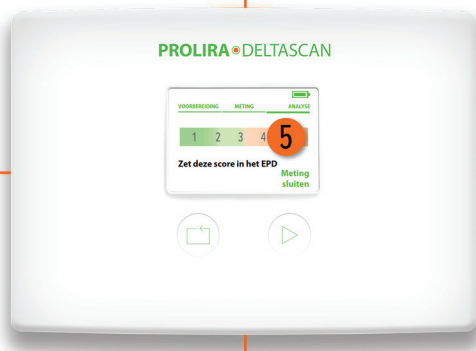 PROLIRA DELTASCAN
VOORBEREIDING METING ANALYSE
1 2 3 4 5
Zet deze score in het EPD
Meting
sluiten